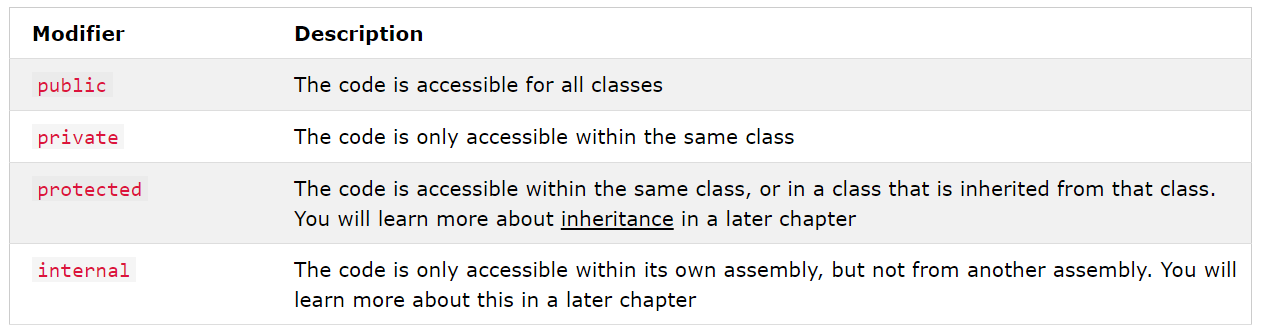 Modifier Description
public The code is accessible for all classes
private The code is only accessible within the same class
protected The code is accessible within the same class, or in a class that is inherited from that class.
You will learn more about inheritance in a later chapter
internal The code is only accessible within its own assembly, but not from another assembly. You will
learn more about this in a later chapter